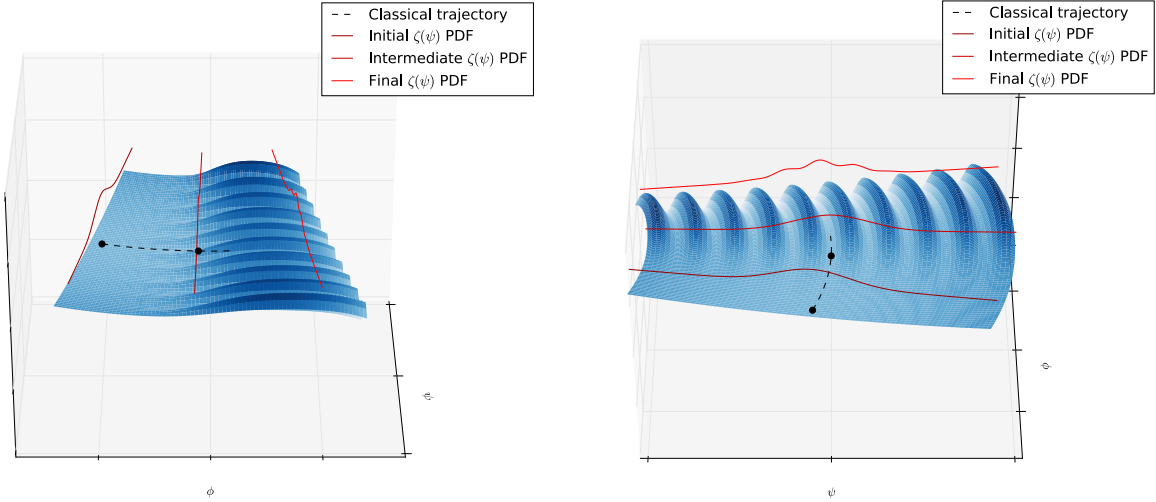 Classical trajectory
Initial ζ(ψ) PDF
Intermediate ζ(ψ) PDF
Final ζ(ψ) PDF
ψ
ϕ
Classical trajectory
Initial ζ(ψ) PDF
Intermediate ζ(ψ) PDF
Final ζ(ψ) PDF
ϕ
ψ